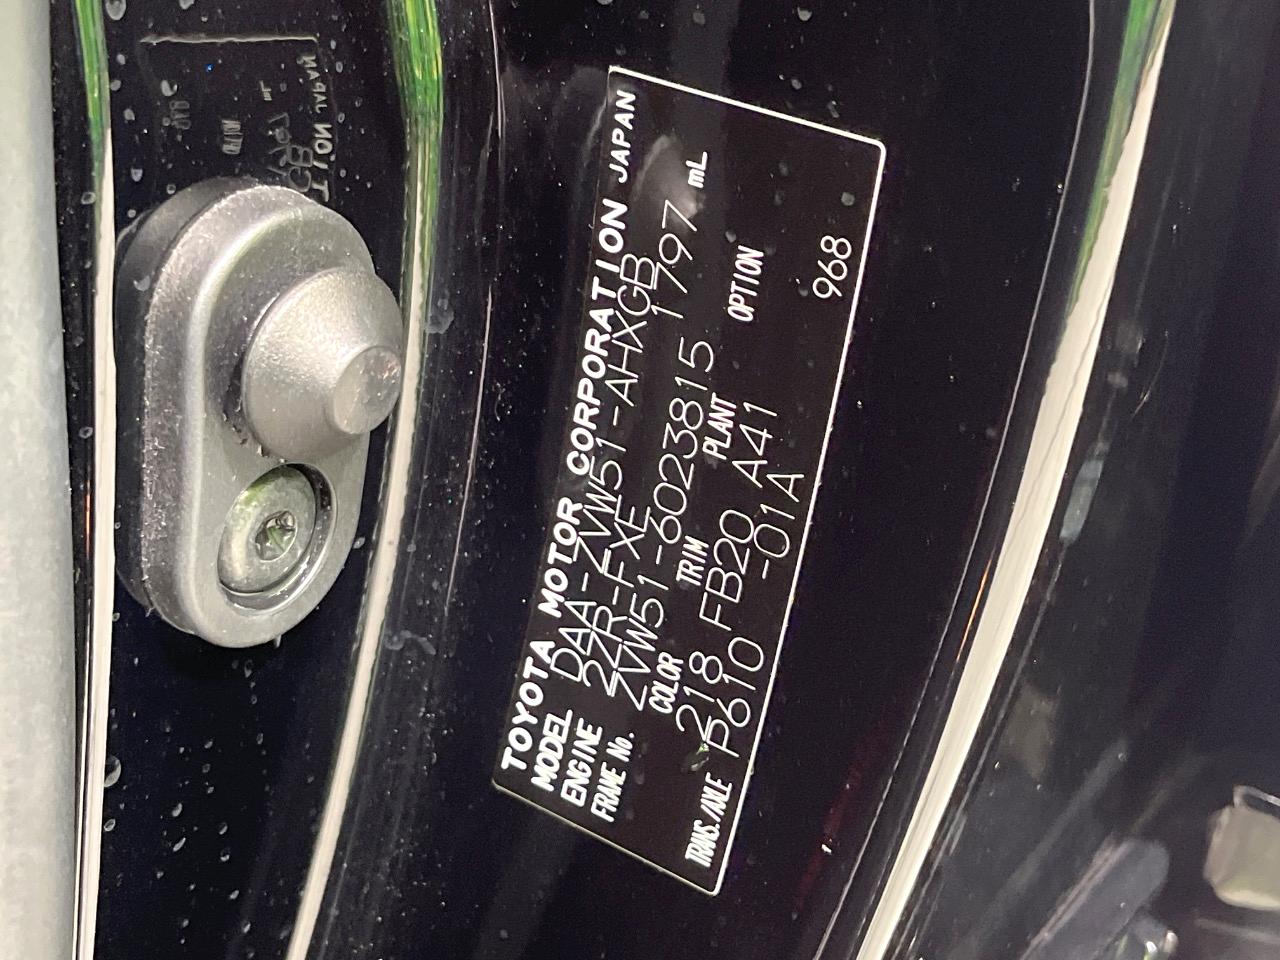 TOYOTA MOTOR CORPORATION JAPAN
MODEL DAA-ZVW51-AHXGB
ENGINE 2ZR-FXE 1797 mL
FRAME No. ZVW51-6023815
COLOR TRIM PLANT OPTION
218 FB20 A41
TRANS./AXLE P610 -01A 968